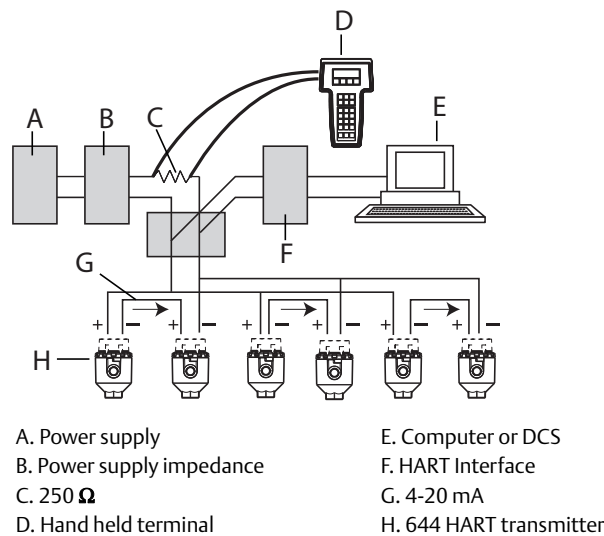 D
E
A B C
F
G
+ − + − + − + − + − + −
H
A. Power supply
B. Power supply impedance
C. 250 Ω
D. Hand held terminal
E. Computer or DCS
F. HART Interface
G. 4-20 mA
H. 644 HART transmitter